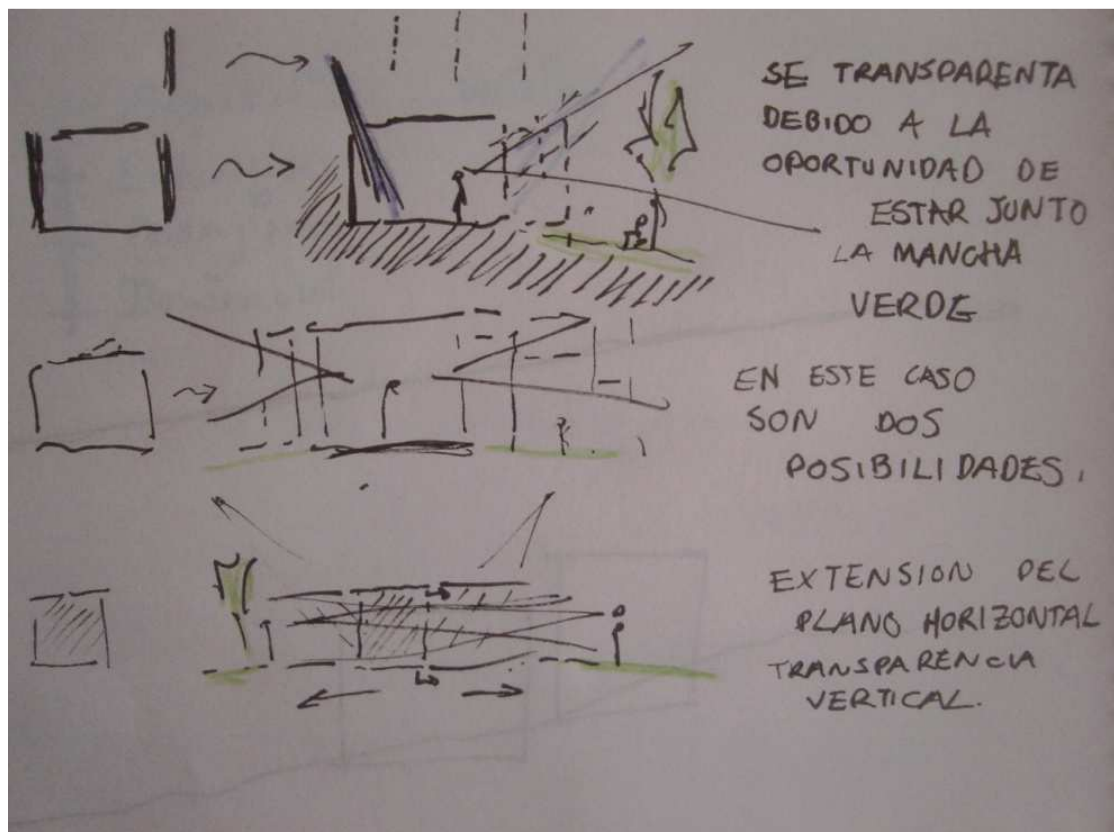 SE TRANSPARENTA
DEBIDO A LA
OPORTUNIDAD DE
ESTAR JUNTO
LA MANCHA
VERDE
EN ESTE CASO
SON DOS
POSIBILIDADES.
EXTENSION DEL
PLANO HORIZONTAL
TRANSPARENCIA
VERTICAL.